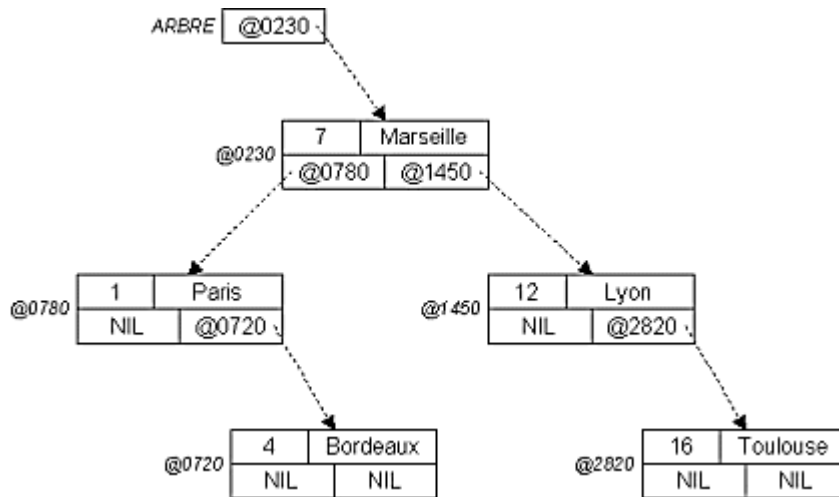 ARBRE @0230
7 Marseille
@0230
@0780 @1450
1 Paris
@0780
NIL @0720
12 Lyon
@1450
NIL @2820
4 Bordeaux
@0720
NIL NIL
16 Toulouse
@2820
NIL NIL